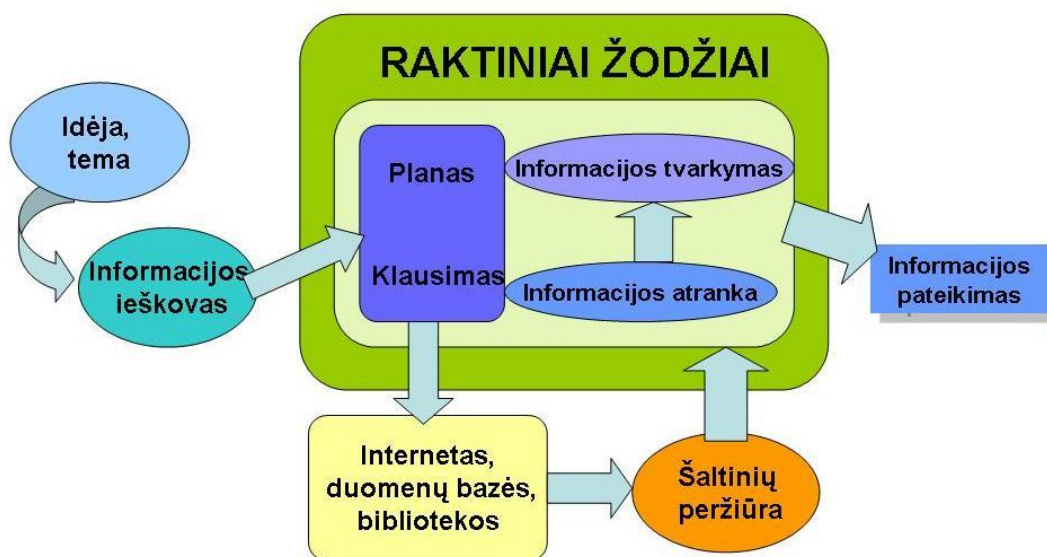 RAKTINIAI ŽODŽIAI
Idėja,
tema
Informacijos
ieškovas
Planas
Klausimas
Informacijos tvarkymas
Informacijos atranka
Informacijos
pateikimas
Internetas,
duomenų bazės,
bibliotekos
Šaltinių
peržiūra